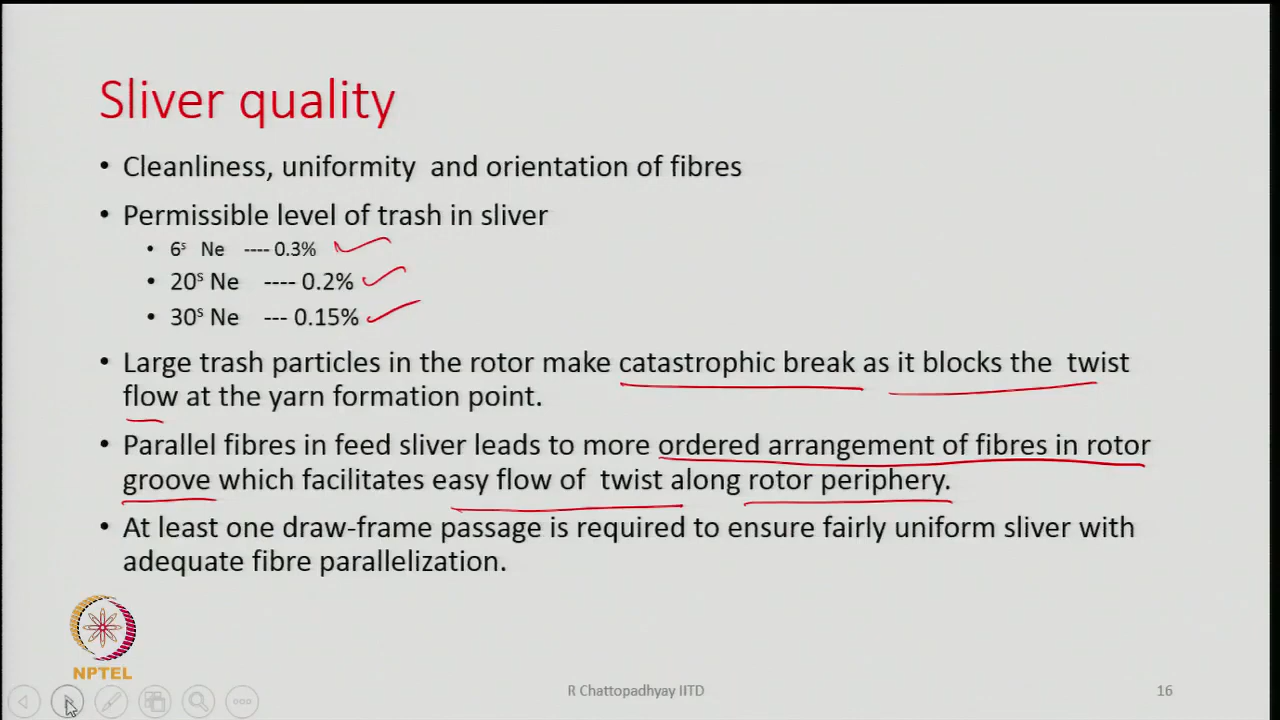 Sliver quality
• Cleanliness, uniformity and orientation of fibres
• Permissible level of trash in sliver
• 6s Ne ---- 0.3%
• 20s Ne ---- 0.2%
• 30s Ne --- 0.15%
• Large trash particles in the rotor make catastrophic break as it blocks the twist
flow at the yarn formation point.
• Parallel fibres in feed sliver leads to more ordered arrangement of fibres in rotor
groove which facilitates easy flow of twist along rotor periphery.
• At least one draw-frame passage is required to ensure fairly uniform sliver with
adequate fibre parallelization.
NPTEL
R Chattopadhyay IITD
16